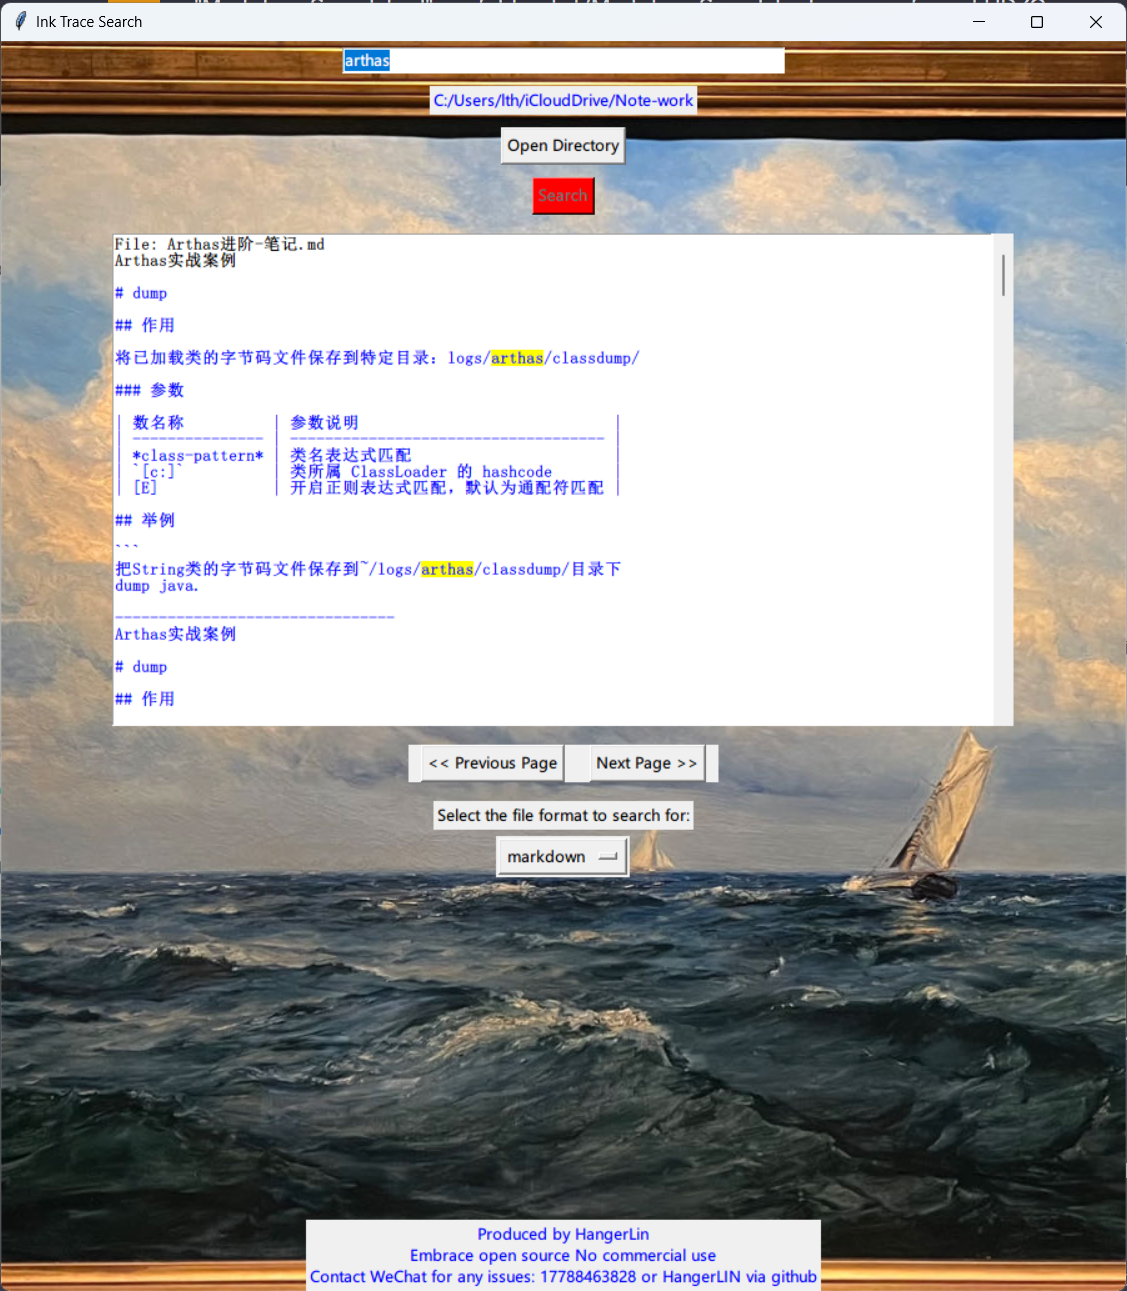 Ink Trace Search
arthas
C:/Users/lth/iCloudDrive/Note-work
Open Directory
Search
File: Arthas进阶-笔记.md
Arthas实战案例
# dump
## 作用
将已加载类的字节码文件保存到特定目录：logs/arthas/classdump/
### 参数
| 数名称 | 参数说明 |
| --------------- | ------------------------------------ |
| *class-pattern* | 类名表达式匹配 |
| `[c:]` | 类所属 ClassLoader 的 hashcode |
| [E] | 开启正则表达式匹配，默认为通配符匹配 |
## 举例
```
把String类的字节码文件保存到~/logs/arthas/classdump/目录下
dump java.
--------------------------------
Arthas实战案例
# dump
## 作用
<< Previous Page Next Page >>
Select the file format to search for:
markdown
Produced by HangerLin
Embrace open source No commercial use
Contact WeChat for any issues: 17788463828 or HangerLIN via github